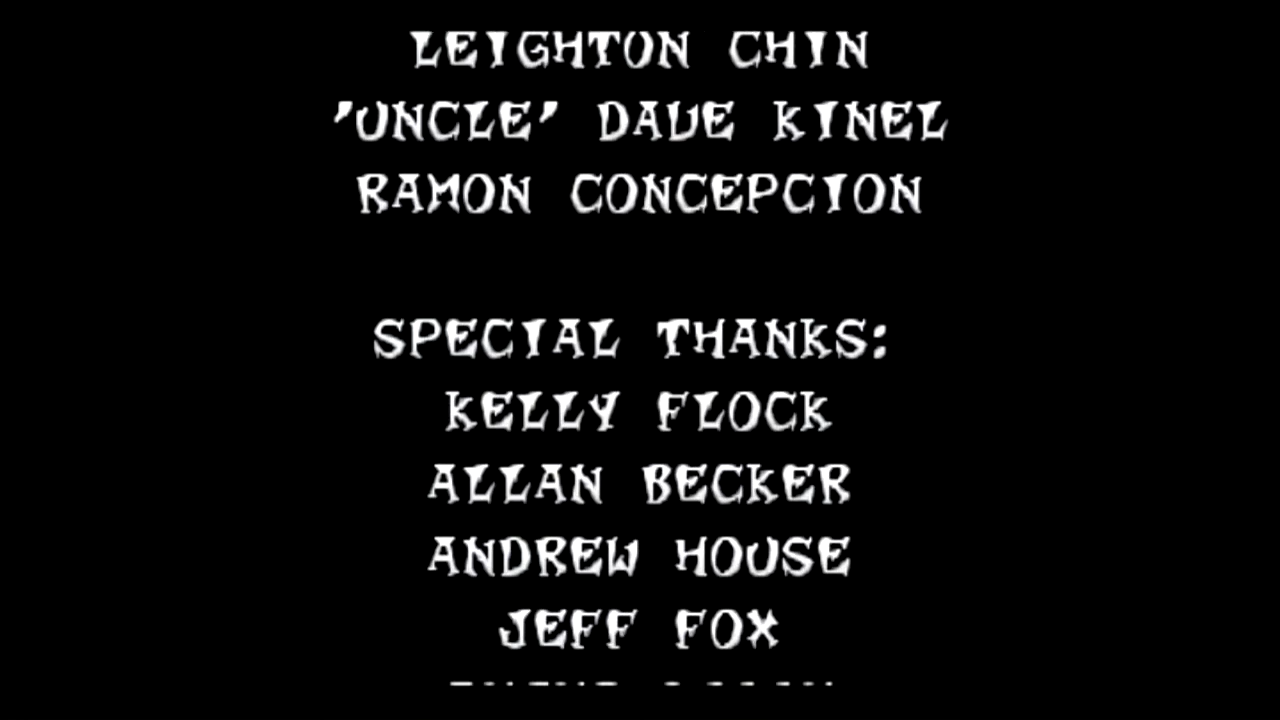 LEIGHTON CHIN
'UNCLE' DAVE KINEL
RAMON CONCEPCION
SPECIAL THANKS:
KELLY FLOCK
ALLAN BECKER
ANDREW HOUSE
JEFF FOX